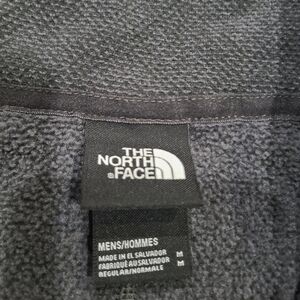 THE
NORTH
FACE
MENS/HOMMES
MADE IN EL SALVADOR M
FABRIQUÉ AU SALVADOR M
REGULAR/NORMALE